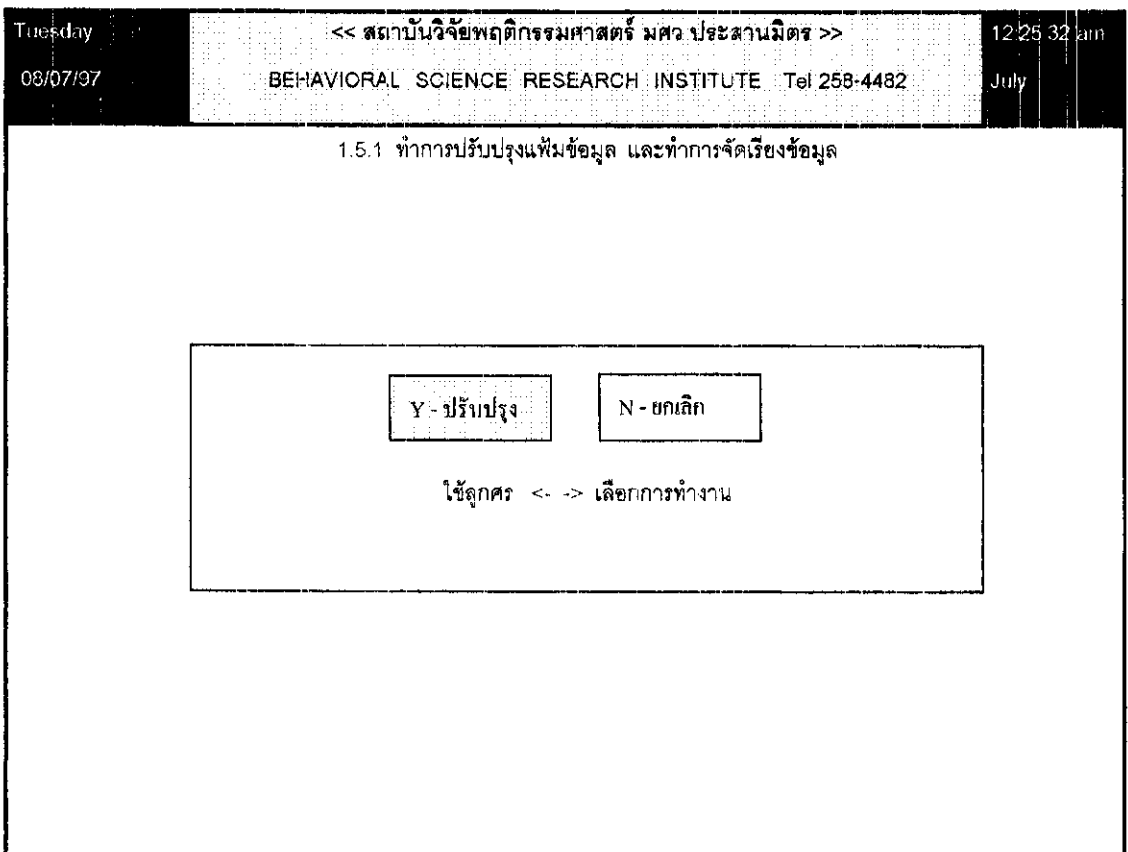 Tuesday << สถาบันวิจัยพฤติกรรมศาสตร์ มศว ประสานมิตร >> 12:25:32 am
08/07/97 BEHAVIORAL SCIENCE RESEARCH INSTITUTE Tel 258-4482 July
1.5.1 ทำการปรับปรุงแฟ้มข้อมูล และทำการจัดเรียงข้อมูล
Y - ปรับปรุง N - ยกเลิก
ใช้ลูกศร <- -> เลือกการทำงาน